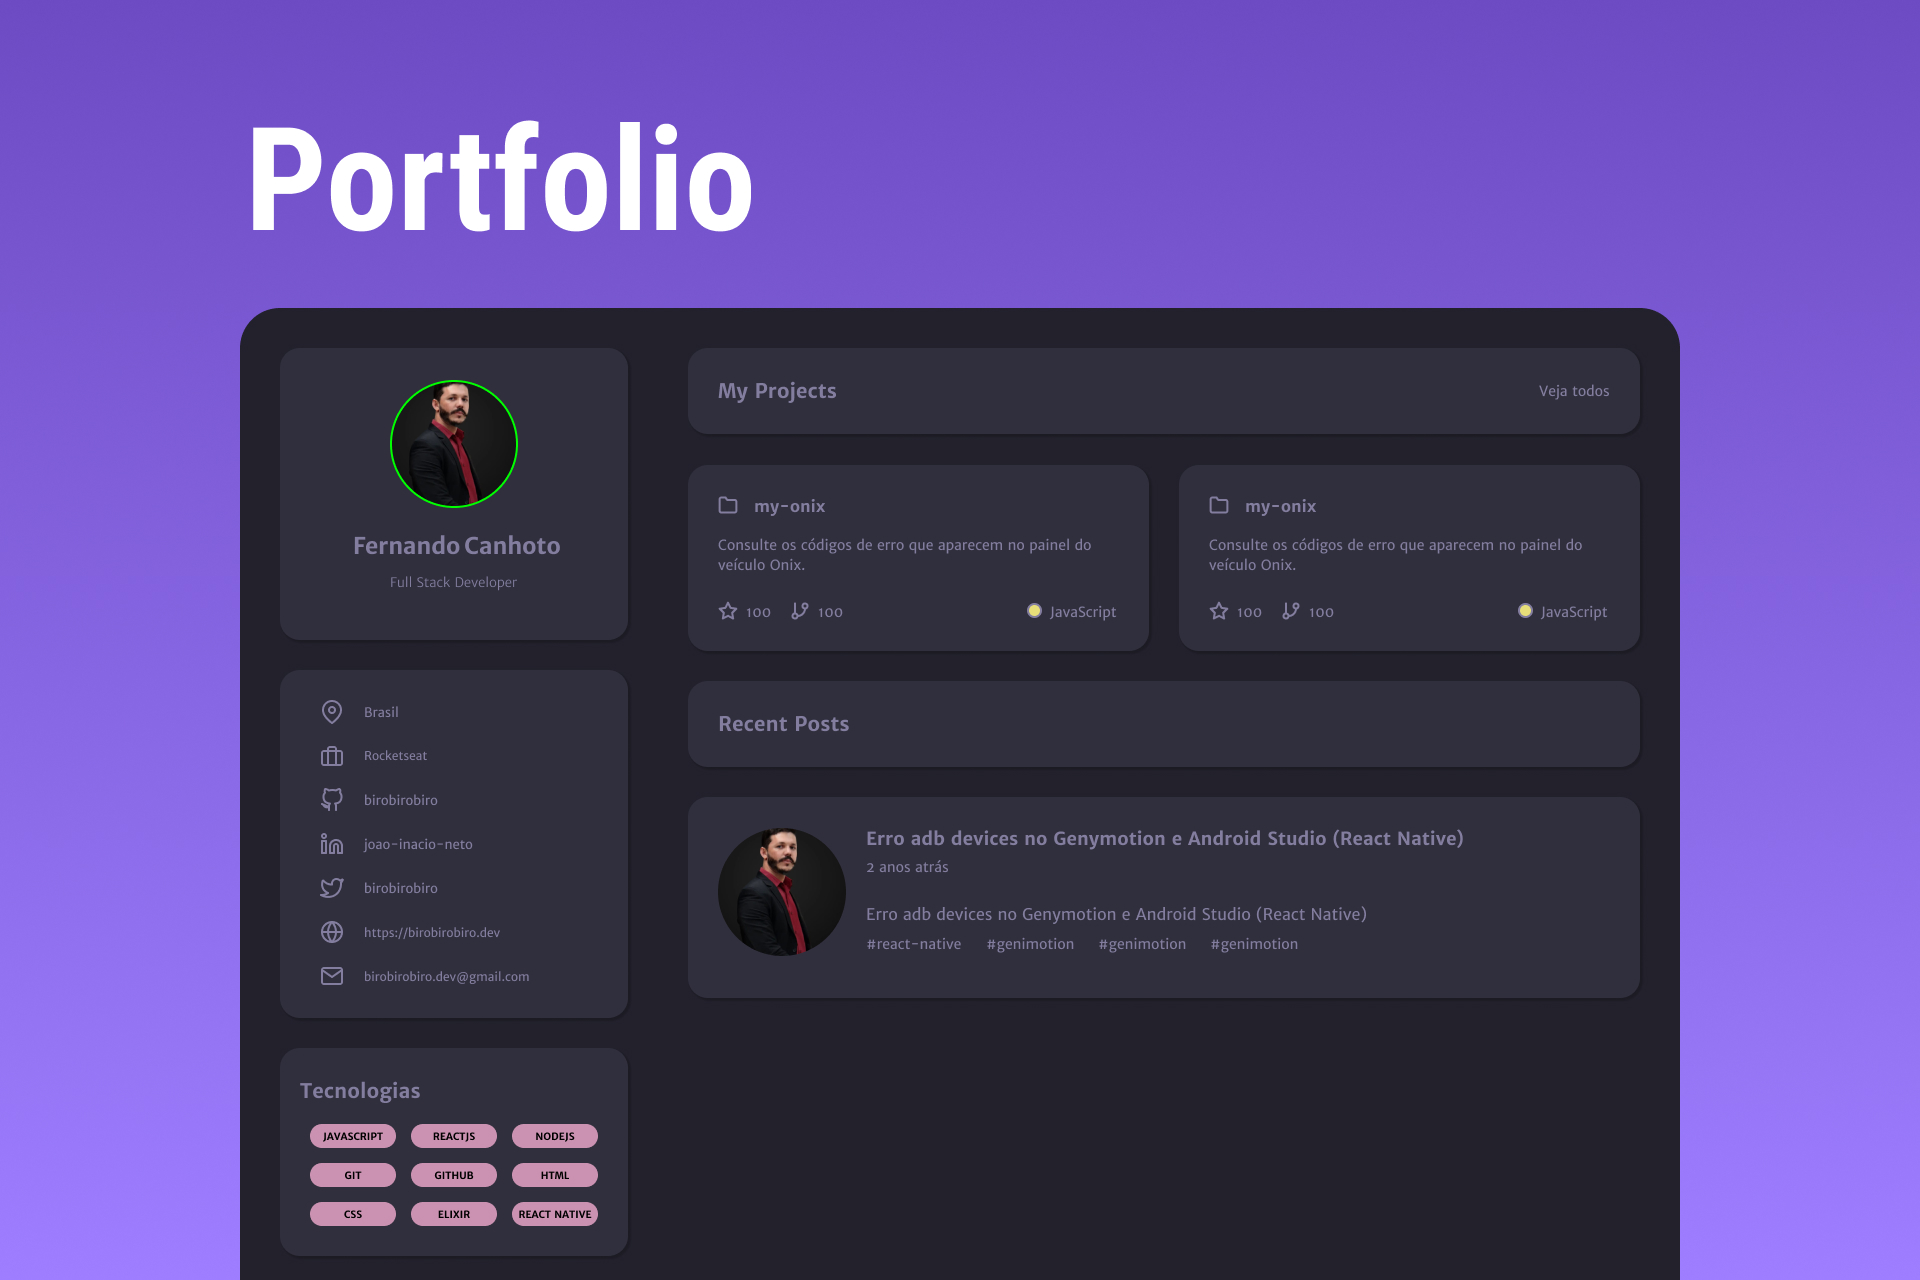 Portfolio
Fernando Canhoto
Full Stack Developer
Brasil
Rocketseat
birobirobiro
joao-inacio-neto
birobirobiro
https://birobirobiro.dev
birobirobiro.dev@gmail.com
Tecnologias
JAVASCRIPT REACTJS NODEJS
GIT GITHUB HTML
CSS ELIXIR REACT NATIVE
My Projects Veja todos
my-onix
Consulte os códigos de erro que aparecem no painel do
veículo Onix.
100 100 JavaScript
my-onix
Consulte os códigos de erro que aparecem no painel do
veículo Onix.
100 100 JavaScript
Recent Posts
Erro adb devices no Genymotion e Android Studio (React Native)
2 anos atrás
Erro adb devices no Genymotion e Android Studio (React Native)
#react-native #genimotion #genimotion #genimotion